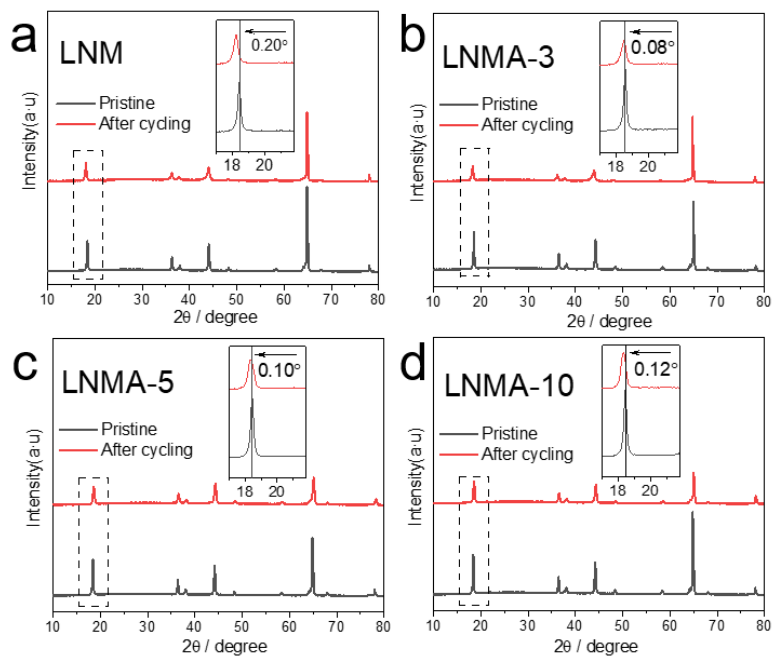 a
LNM
0.20°
18 20
Pristine
After cycling
Intensity(a·u)
10 20 30 40 50 60 70 80
2θ / degree
b
LNMA-3
0.08°
18 20
Pristine
After cycling
Intensity(a·u)
10 20 30 40 50 60 70 80
2θ / degree
c
LNMA-5
0.10°
18 20
Pristine
After cycling
Intensity(a·u)
10 20 30 40 50 60 70 80
2θ / degree
d
LNMA-10
0.12°
18 20
Pristine
After cycling
Intensity(a·u)
10 20 30 40 50 60 70 80
2θ / degree